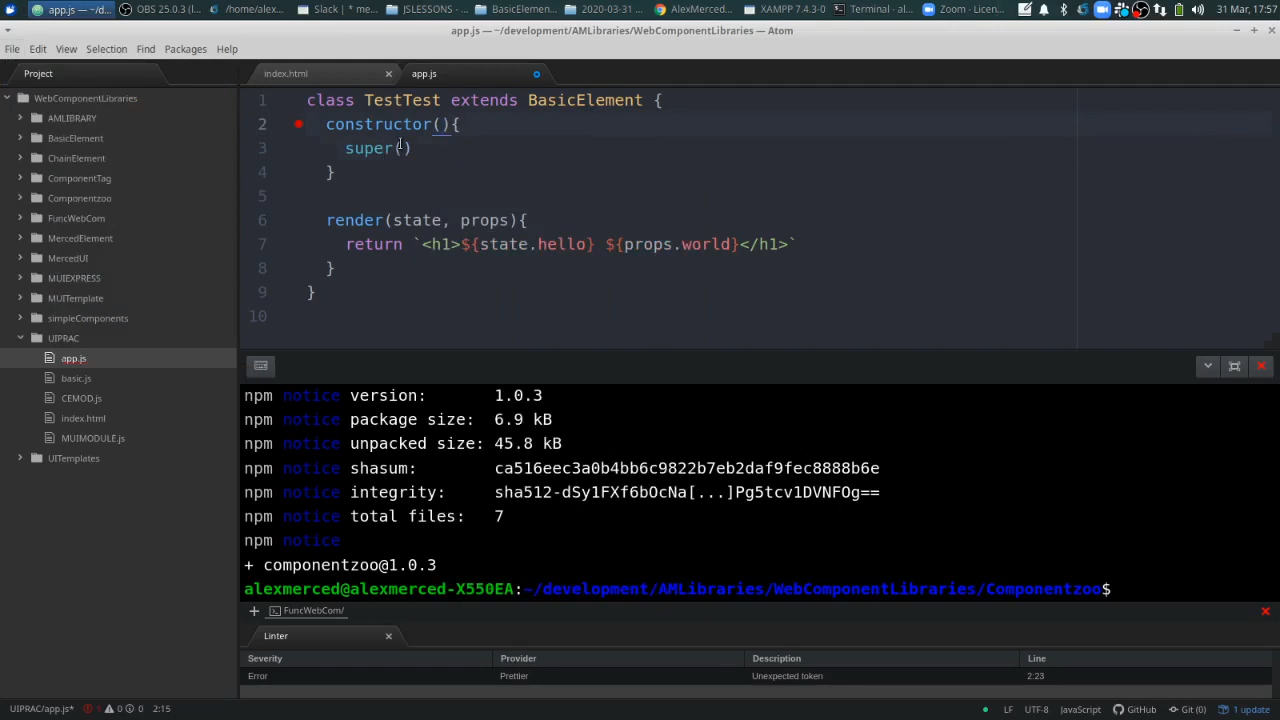 app.js — ~/d...
OBS 25.0.3 (l...
/home/alex...
Slack | * me...
JSLESSONS ...
BasicElemen...
2020-03-31 ...
AlexMerced...
XAMPP 7.4.3-0
Terminal - al...
Zoom - Licen...
31 Mar, 17:57
app.js — ~/development/AMLibraries/WebComponentLibraries — Atom
File Edit View Selection Find Packages Help
Project
index.html
app.js
WebComponentLibraries
AMLIBRARY
BasicElement
ChainElement
ComponentTag
Componentzoo
FuncWebCom
MercedElement
MercedUI
MUIEXPRESS
MUITemplate
simpleComponents
UIPRAC
app.js
basic.js
CEMOD.js
index.html
MUIMODULE.js
UITemplates
1 class TestTest extends BasicElement {
2 constructor(){
3 super()
4 }
5
6 render(state, props){
7 return `<h1>${state.hello} ${props.world}</h1>`
8 }
9 }
10
npm notice version: 1.0.3
npm notice package size: 6.9 kB
npm notice unpacked size: 45.8 kB
npm notice shasum: ca516eec3a0b4bb6c9822b7eb2daf9fec8888b6e
npm notice integrity: sha512-dSy1FXf6bOcNa[...]Pg5tcv1DVNFOg==
npm notice total files: 7
npm notice
+ componentzoo@1.0.3
alexmerced@alexmerced-X550EA:~/development/AMLibraries/WebComponentLibraries/Componentzoo$
FuncWebCom/
Linter
Severity Provider Description Line
Error Prettier Unexpected token 2:23
UIPRAC/app.js* 1 0 0 2:15
LF UTF-8 JavaScript GitHub Git (0) 1 update